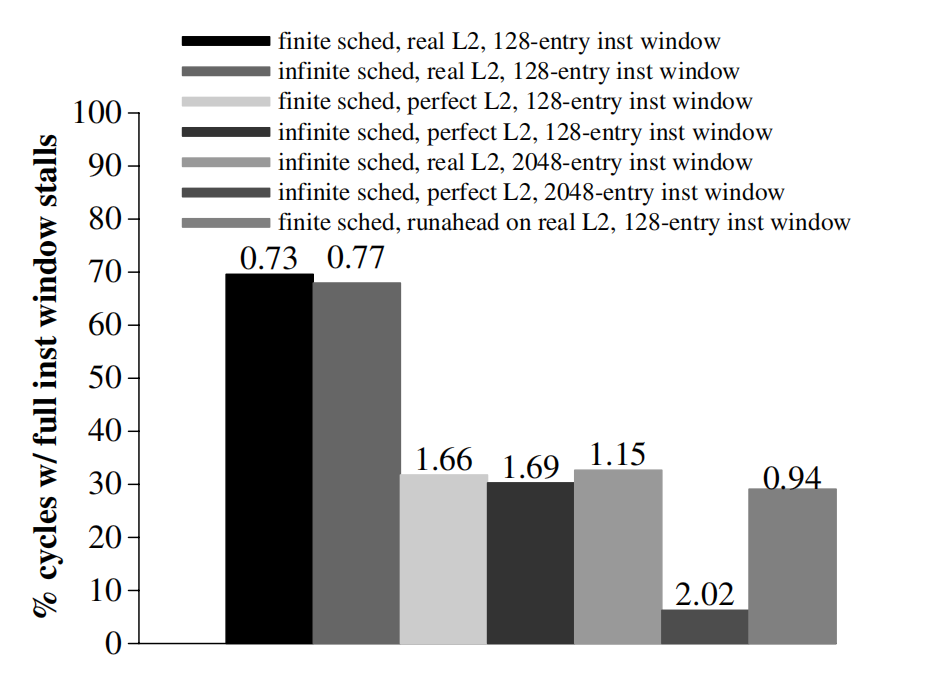 finite sched, real L2, 128-entry inst window
infinite sched, real L2, 128-entry inst window
finite sched, perfect L2, 128-entry inst window
infinite sched, perfect L2, 128-entry inst window
infinite sched, real L2, 2048-entry inst window
infinite sched, perfect L2, 2048-entry inst window
finite sched, runahead on real L2, 128-entry inst window
% cycles w/ full inst window stalls
100
90
80
70
60
50
40
30
20
10
0
0.73
0.77
1.66
1.69
1.15
2.02
0.94